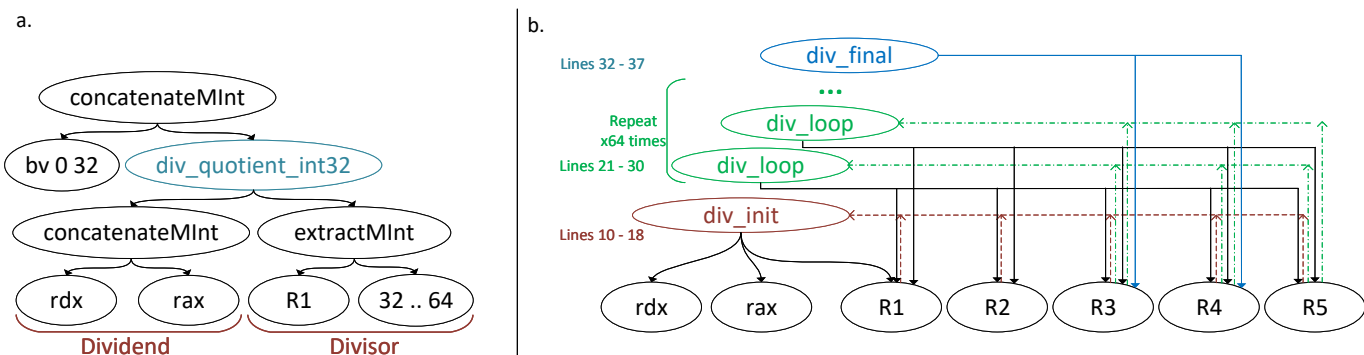 a.
concatenateMInt
bv 0 32
div_quotient_int32
concatenateMInt
extractMInt
rdx
rax
R1
32 .. 64
Dividend
Divisor
b.
Lines 32 - 37
div_final
...
Repeat
x64 times
div_loop
Lines 21 - 30
div_loop
div_init
Lines 10 - 18
rdx
rax
R1
R2
R3
R4
R5